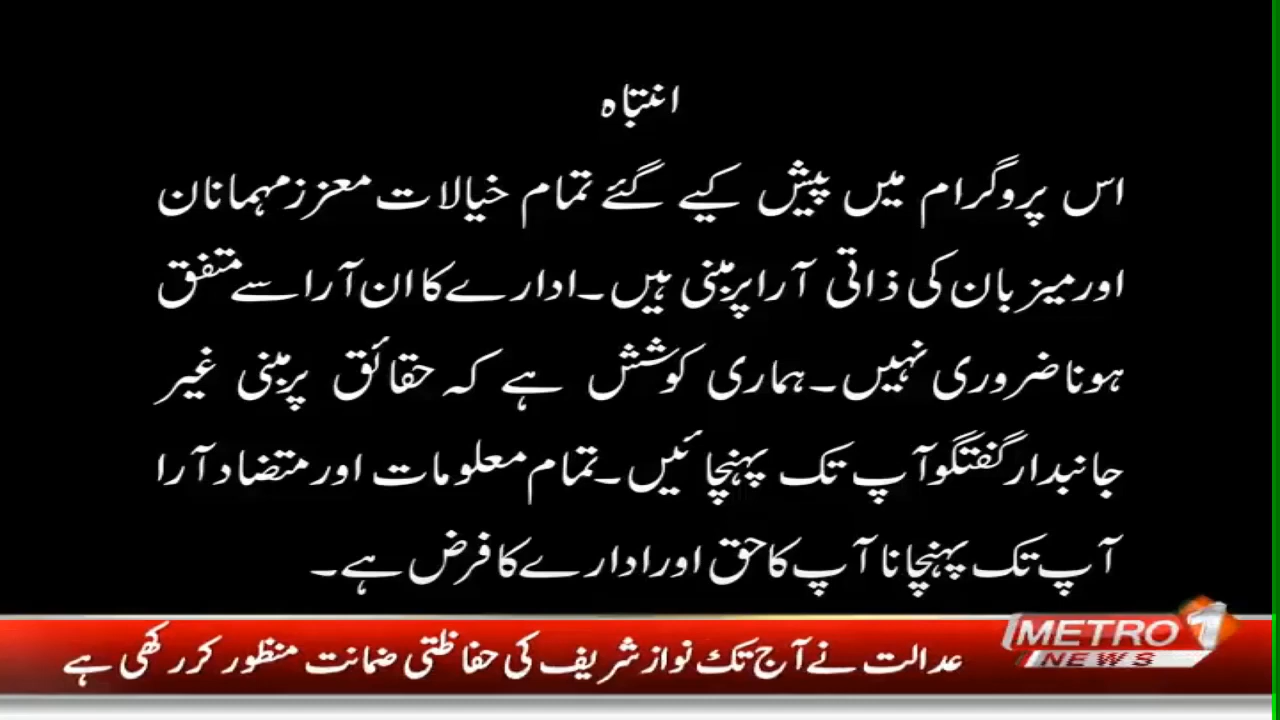 انتباہ
اس پروگرام میں پیش کیے گئے تمام خیالات معزز مہمانان
اور میزبان کی ذاتی آرا پر مبنی ہیں۔ ادارے کا ان آرا سے متفق
ہونا ضروری نہیں۔ ہماری کوشش ہے کہ حقائق پر مبنی غیر
جانبدار گفتگو آپ تک پہنچائیں۔ تمام معلومات اور متضاد آرا
آپ تک پہنچانا آپ کا حق اور ادارے کا فرض ہے۔
METRO 1
NEWS
عدالت نے آج تک نواز شریف کی حفاظتی ضمانت منظور کر رکھی ہے